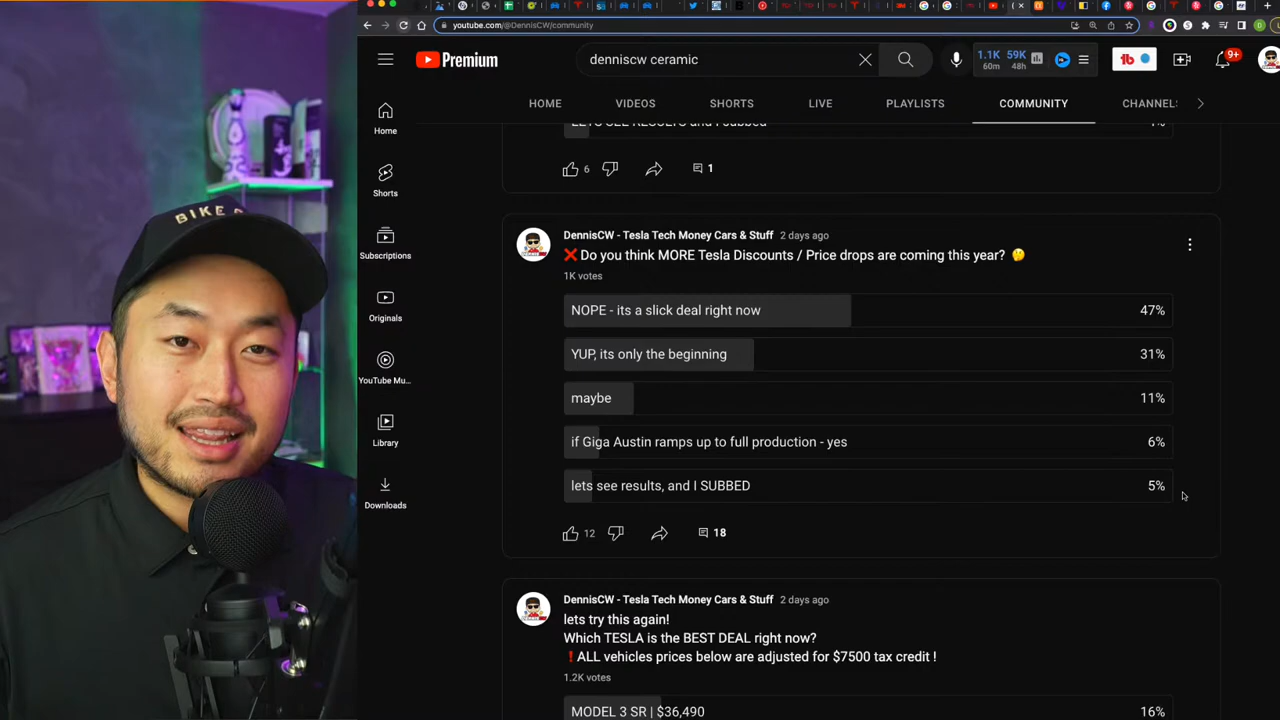 youtube.com/@DennisCW/community
Premium
denniscw ceramic
1.1K
60m
59K
48h
9+
HOME
VIDEOS
SHORTS
LIVE
PLAYLISTS
COMMUNITY
CHANNELS
Home
Shorts
Subscriptions
Originals
YouTube Mu...
Library
Downloads
BIKE
6
1
DennisCW - Tesla Tech Money Cars & Stuff 2 days ago
❌Do you think MORE Tesla Discounts / Price drops are coming this year? 🤔
1K votes
NOPE - its a slick deal right now 47%
YUP, its only the beginning 31%
maybe 11%
if Giga Austin ramps up to full production - yes 6%
lets see results, and I SUBBED 5%
12
18
DennisCW - Tesla Tech Money Cars & Stuff 2 days ago
lets try this again!
Which TESLA is the BEST DEAL right now?
❗ALL vehicles prices below are adjusted for $7500 tax credit !
1.2K votes
MODEL 3 SR | $36,490 16%